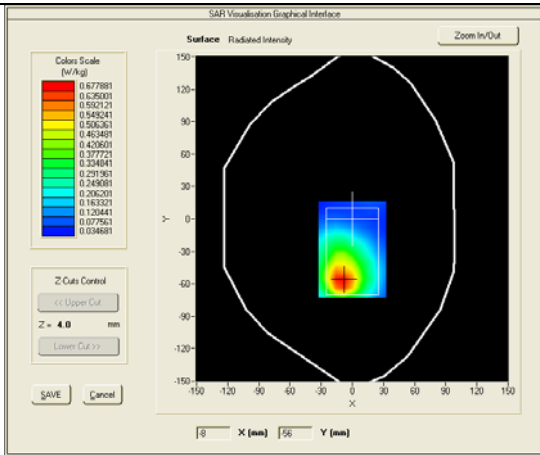 SAR Visualisation Graphical Interface
Surface Radiated Intensity
Zoom In/Out
Colors Scale
(W/kg)
0.677881
0.635001
0.592121
0.549241
0.506361
0.463481
0.420601
0.377721
0.334841
0.291961
0.249081
0.206201
0.163321
0.120441
0.077561
0.034681
Z-Cuts Control
<< Upper Cut
Z = 4.0 mm
Lower Cut >>
SAVE Cancel
150-
120-
90-
60-
30-
0-
-30-
-60-
-90-
-120-
-150-
Y
-150 -120 -90 -60 -30 0 30 60 90 120 150
X
-8 X (mm) -56 Y (mm)